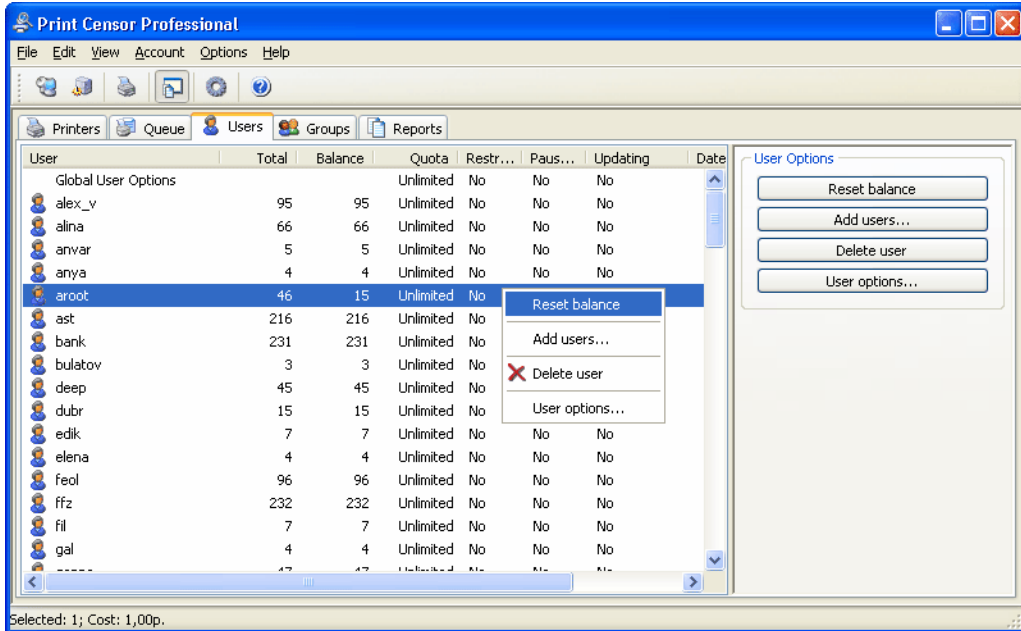 Print Censor Professional
File Edit View Account Options Help
Printers Queue Users Groups Reports
User Total Balance Quota Restr... Paus... Updating Date
Global User Options Unlimited No No No
alex_v 95 95 Unlimited No No No
alina 66 66 Unlimited No No No
anvar 5 5 Unlimited No No No
anya 4 4 Unlimited No No No
aroot 46 15 Unlimited No
ast 216 216 Unlimited No
bank 231 231 Unlimited No
bulatov 3 3 Unlimited No
deep 45 45 Unlimited No
dubr 15 15 Unlimited No
edik 7 7 Unlimited No No No
elena 4 4 Unlimited No No No
feol 96 96 Unlimited No No No
ffz 232 232 Unlimited No No No
fil 7 7 Unlimited No No No
gal 4 4 Unlimited No No No
Reset balance
Add users...
Delete user
User options...
User Options
Reset balance
Add users...
Delete user
User options...
Selected: 1; Cost: 1,00p.